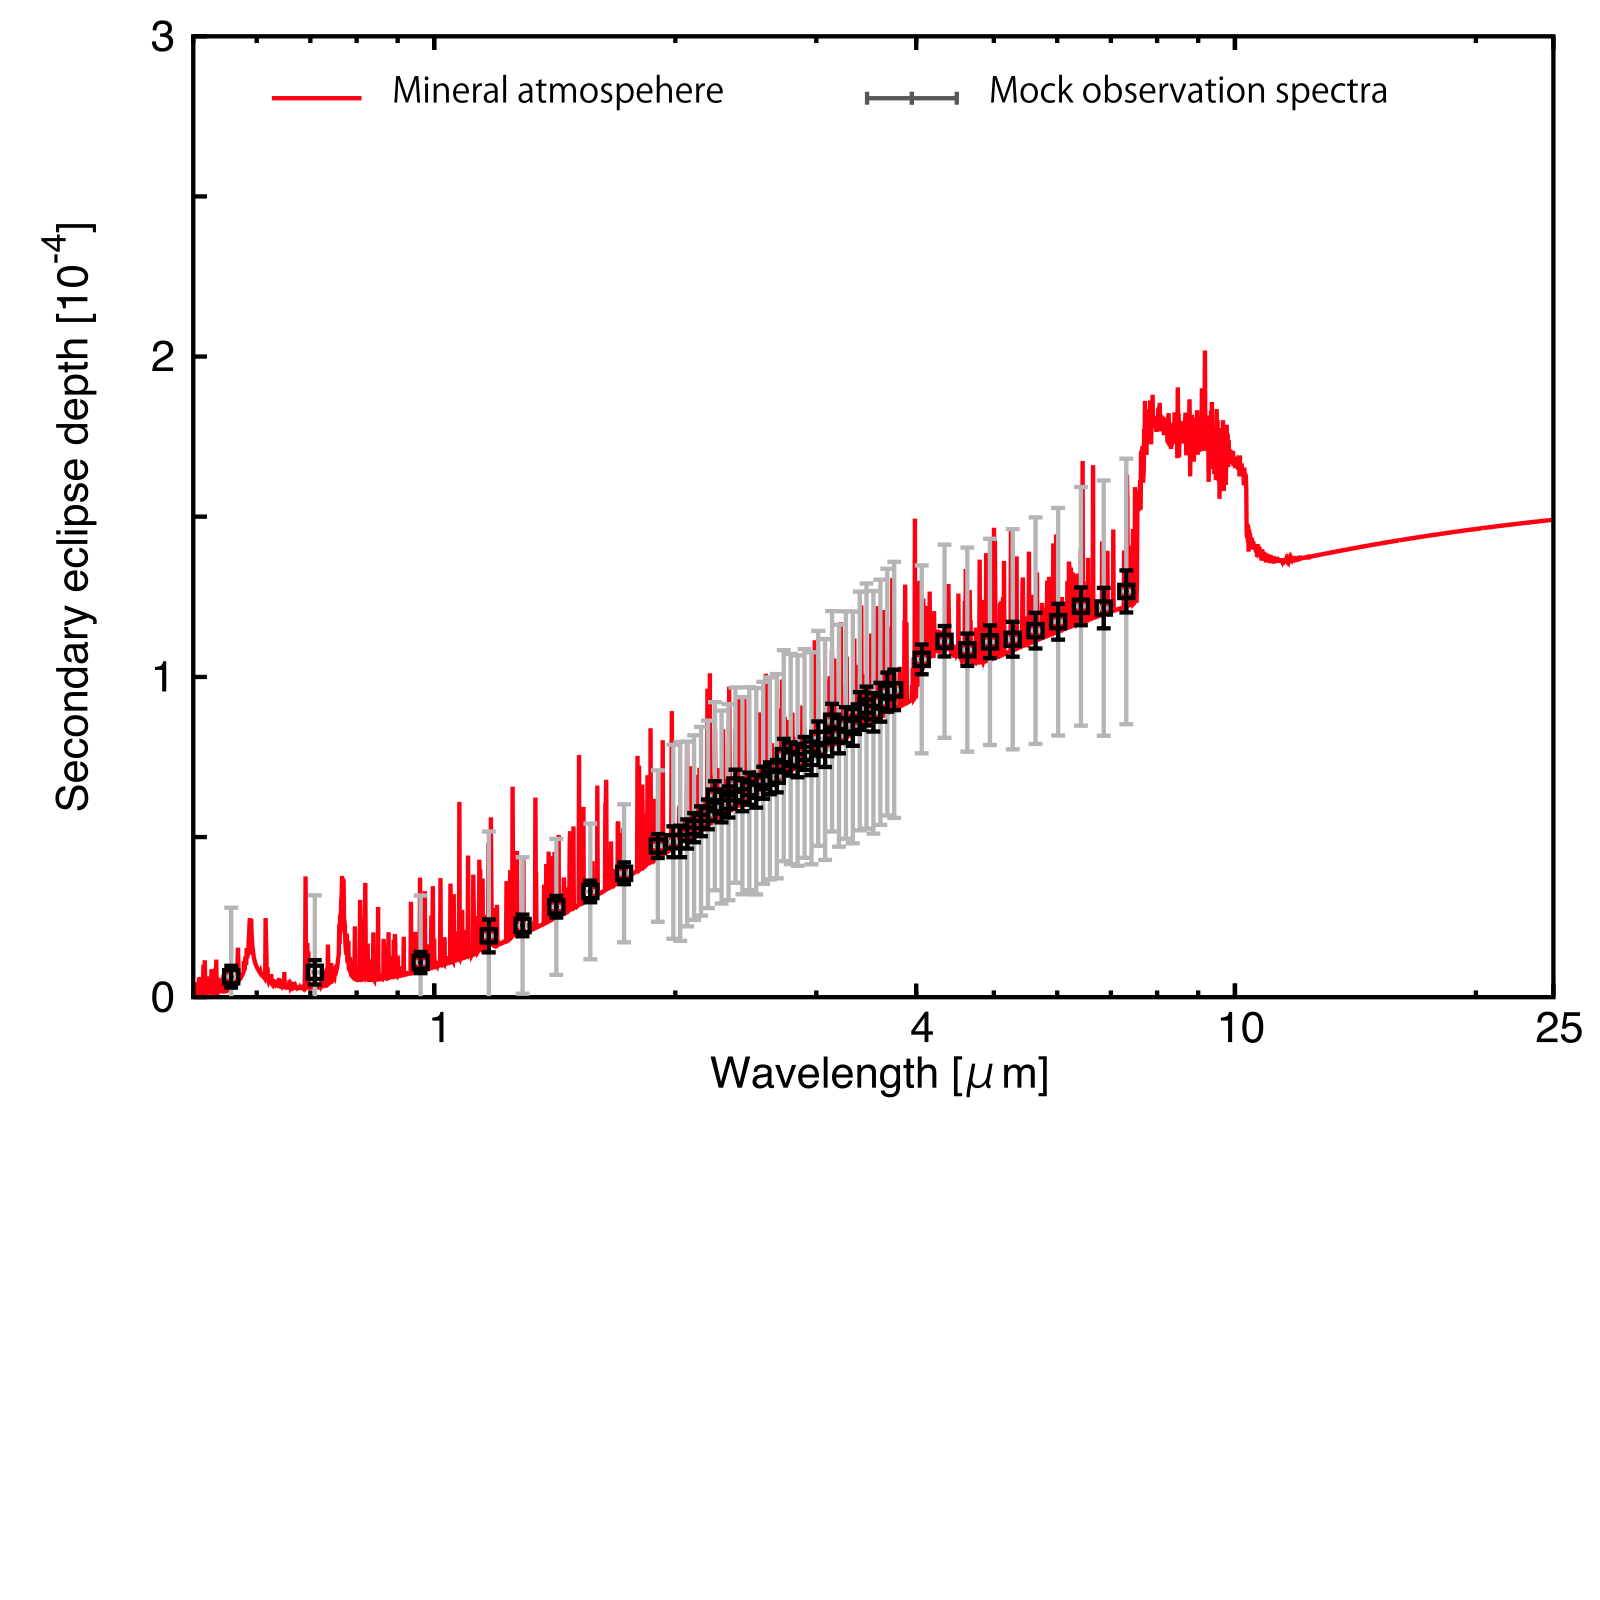 3
Mineral atmospehere
Mock observation spectra
Secondary eclipse depth [10-4]
2
1
0
1
4
10
25
Wavelength [μm]